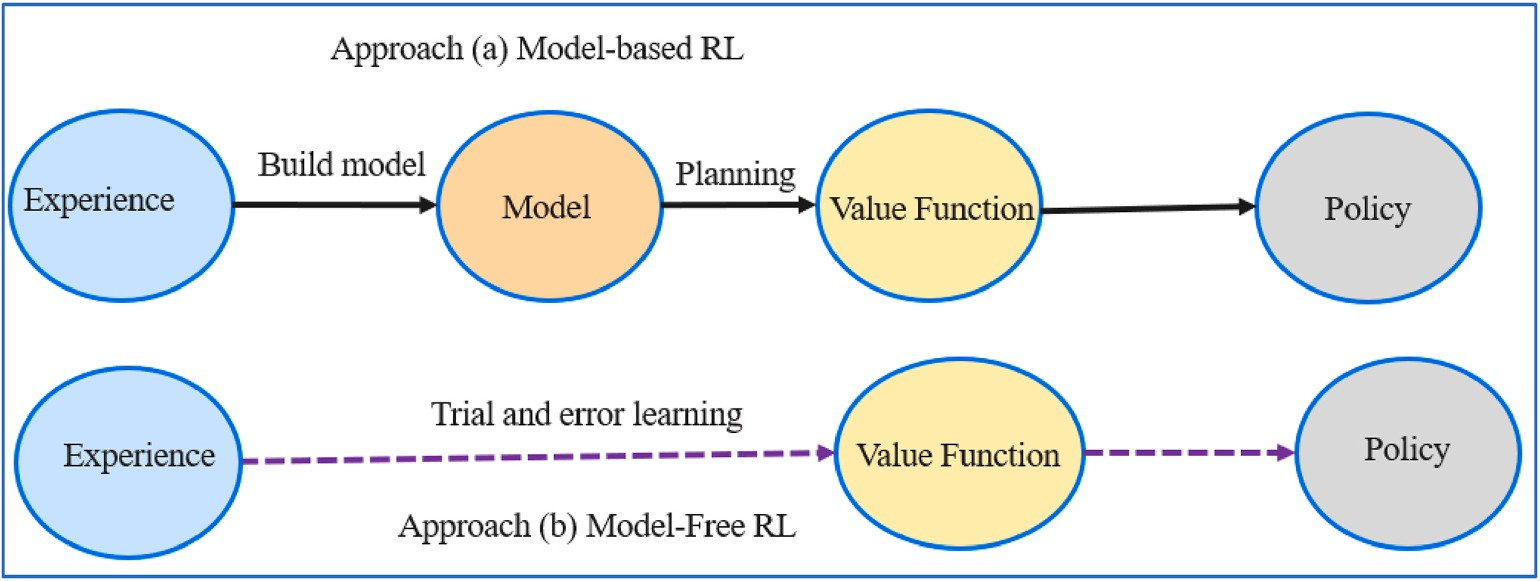 Approach (a) Model-based RL
Experience
Build model
Model
Planning
Value Function
Policy
Experience
Trial and error learning
Value Function
Policy
Approach (b) Model-Free RL